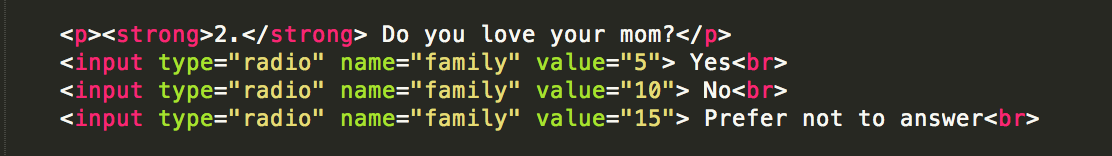 <p><strong>2.</strong> Do you love your mom?</p>
<input type="radio" name="family" value="5"> Yes<br>
<input type="radio" name="family" value="10"> No<br>
<input type="radio" name="family" value="15"> Prefer not to answer<br>